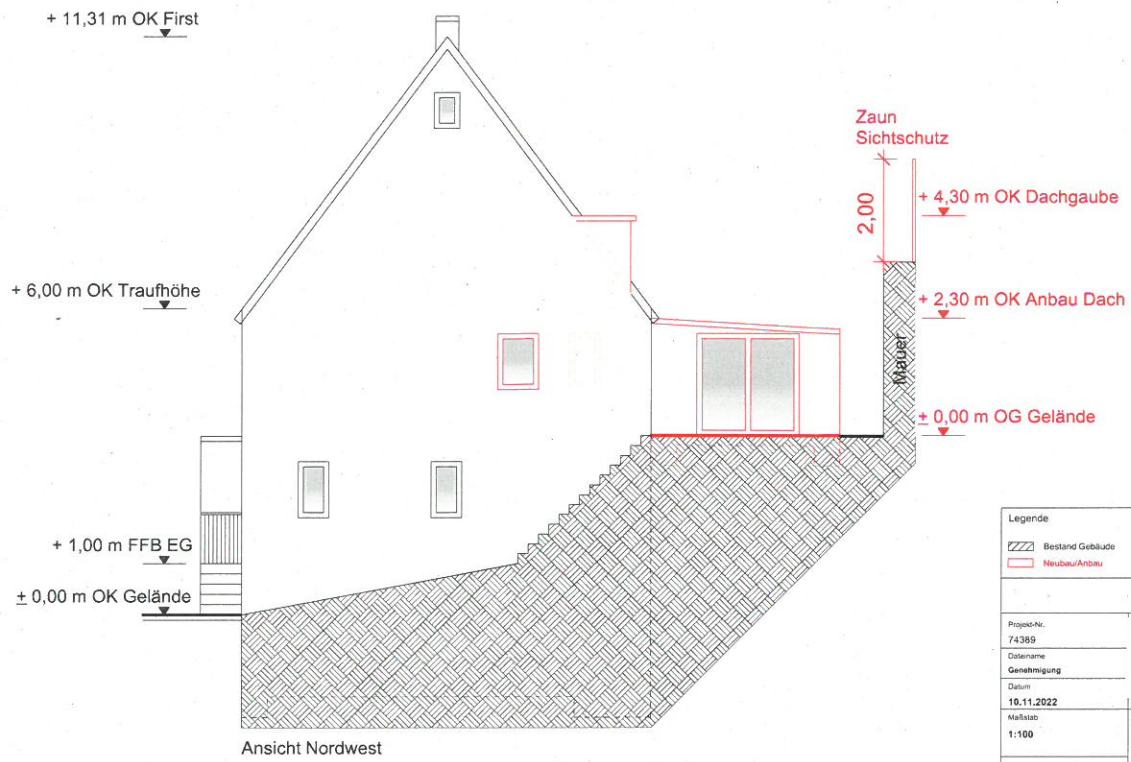 + 11,31 m OK First
Zaun
Sichtschutz
2,00
+ 4,30 m OK Dachgaube
+ 6,00 m OK Traufhöhe
+ 2,30 m OK Anbau Dach
Mauer
± 0,00 m OG Gelände
+ 1,00 m FFB EG
± 0,00 m OK Gelände
Ansicht Nordwest
Legende
Bestand Gebäude
Neubau/Anbau
Projekt-Nr.
74389
Dateiname
Genehmigung
Datum
10.11.2022
Maßstab
1:100